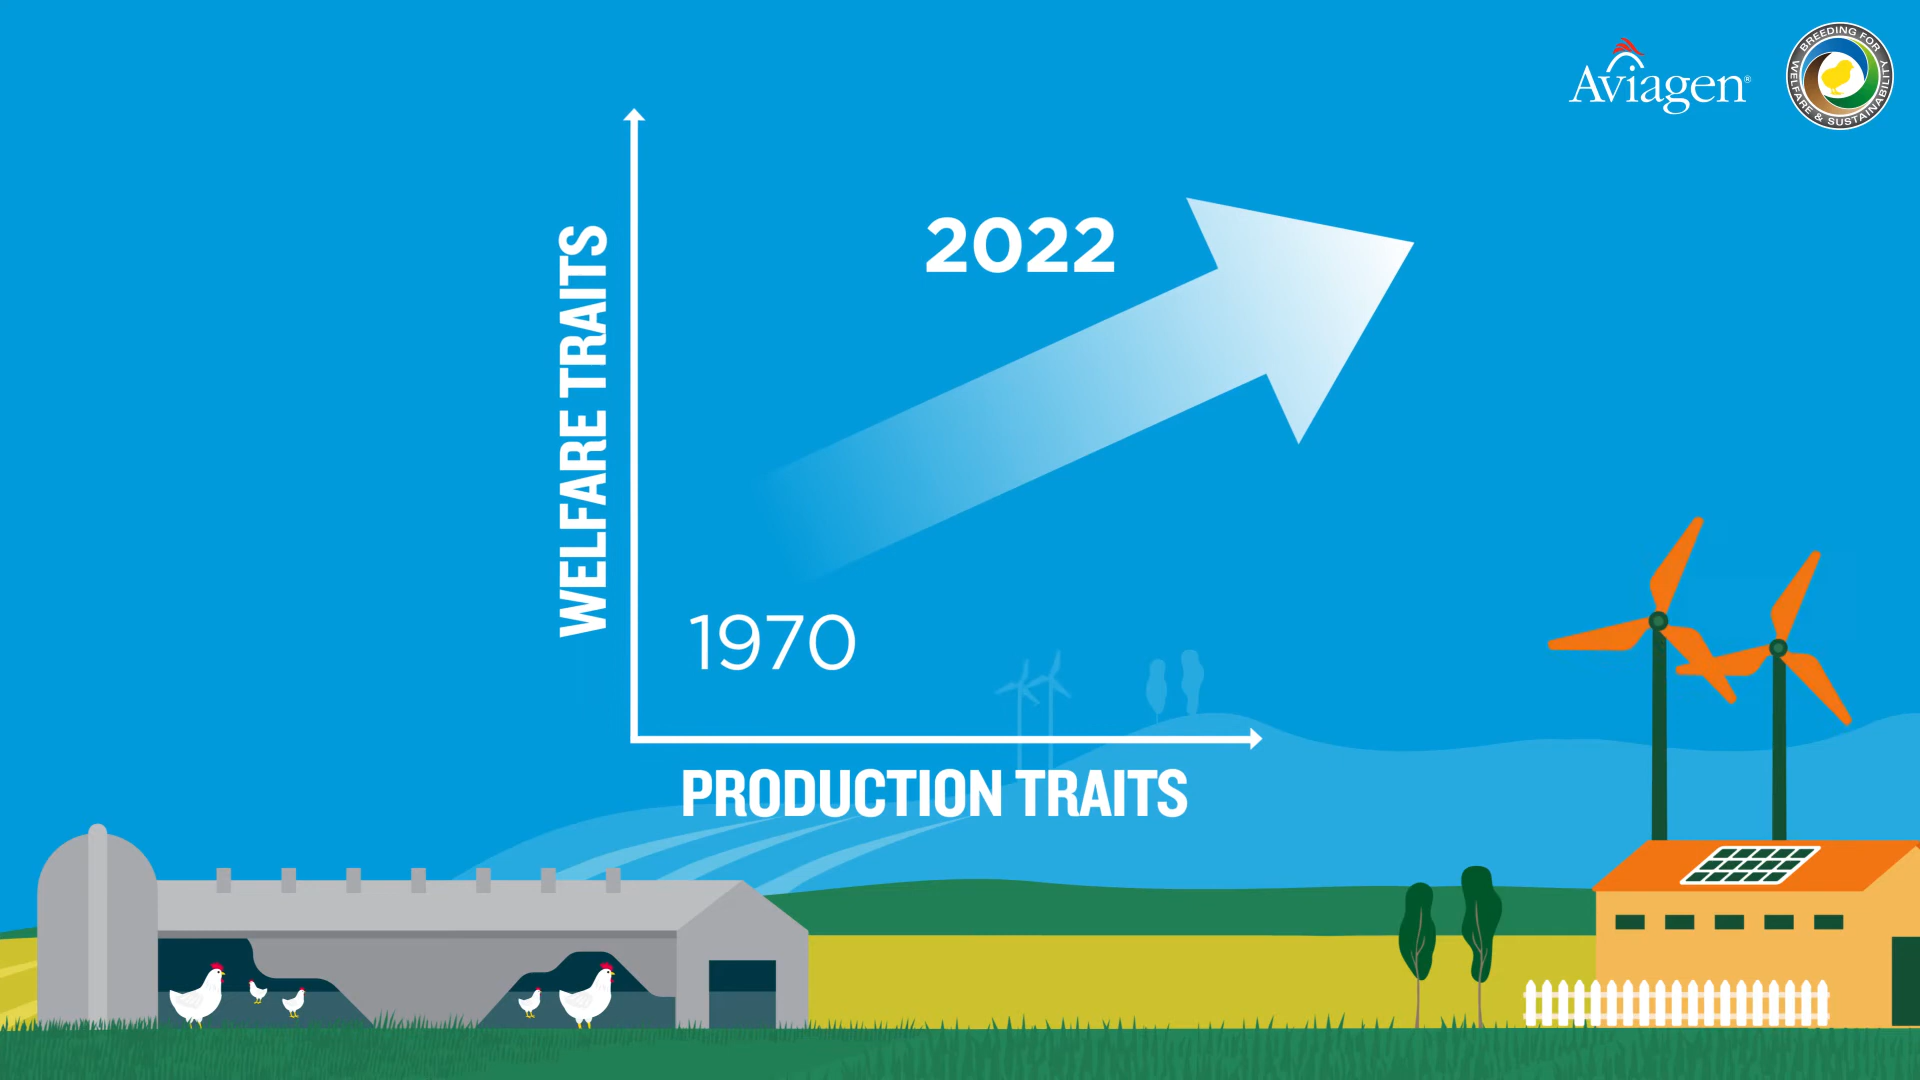 Aviagen®
BREEDING FOR
WELFARE & SUSTAINABILITY
2022
WELFARE TRAITS
1970
PRODUCTION TRAITS